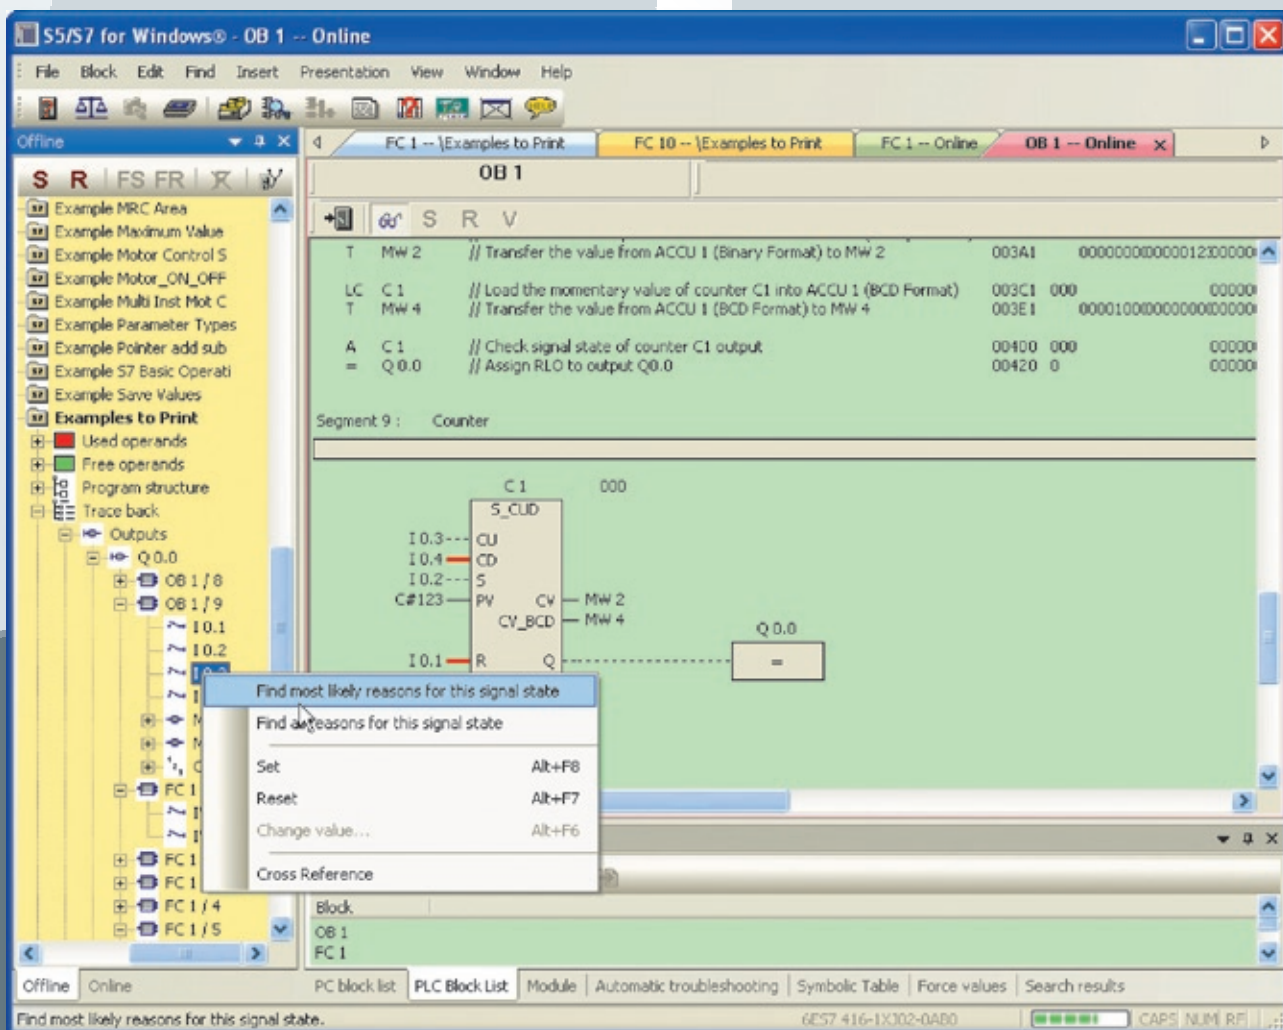 S5/S7 for Windows® - OB 1 -- Online
File Block Edit Find Insert Presentation View Window Help
Offline
FC 1 -- \Examples to Print
FC 10 -- \Examples to Print
FC 1 -- Online
OB 1 -- Online
S R FS FR
OB 1
S R V
Example MRC Area
Example Maximum Value
Example Motor Control S
Example Motor_ON_OFF
Example Multi Inst Mot C
Example Parameter Types
Example Pointer add sub
Example S7 Basic Operati
Example Save Values
Examples to Print
Used operands
Free operands
Program structure
Trace back
Outputs
Q 0.0
OB 1 / 8
OB 1 / 9
I 0.1
I 0.2
FC 1
FC 1
FC 1
FC 1 / 4
FC 1 / 5
T MW 2 // Transfer the value from ACCU 1 (Binary Format) to MW 2 003A1
LC C 1 // Load the momentary value of counter C1 into ACCU 1 (BCD Format) 003C1 000 00000
T MW 4 // Transfer the value from ACCU 1 (BCD Format) to MW 4 003E1
A C 1 // Check signal state of counter C1 output 00400 000 00000
= Q 0.0 // Assign RLO to output Q0.0 00420 0 00000
Segment 9 : Counter
C 1 000
S_CUD
I 0.3 CU
I 0.4 CD
I 0.2 S
C#123 PV CV MW 2
CV_BCD MW 4
Q 0.0
I 0.1 R Q =
Find most likely reasons for this signal state
Find reasons for this signal state
Set Alt+F8
Reset Alt+F7
Change value... Alt+F6
Cross Reference
Block
OB 1
FC 1
Offline Online
PC block list PLC Block List Module Automatic troubleshooting Symbolic Table Force values Search results
Find most likely reasons for this signal state.
6ES7 416-1XJ02-0AB0
CAPS NUM RF